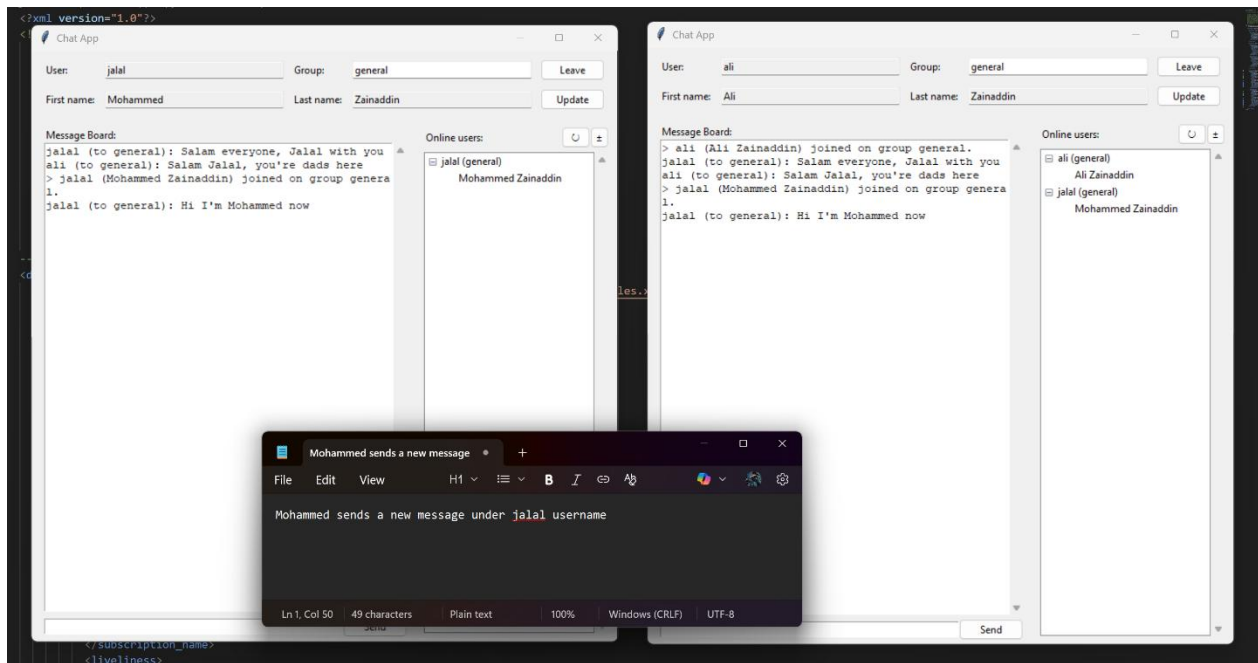 <?xml version="1.0"?>
Chat App
User: jalal Group: general Leave
First name: Mohammed Last name: Zainaddin Update
Message Board:
Online users:
jalal (to general): Salam everyone, Jalal with you
ali (to general): Salam Jalal, you're dads here
> jalal (Mohammed Zainaddin) joined on group genera
l.
jalal (to general): Hi I'm Mohammed now
jalal (general)
Mohammed Zainaddin
Chat App
User: ali Group: general Leave
First name: Ali Last name: Zainaddin Update
Message Board:
Online users:
> ali (Ali Zainaddin) joined on group general.
jalal (to general): Salam everyone, Jalal with you
ali (to general): Salam Jalal, you're dads here
> jalal (Mohammed Zainaddin) joined on group genera
l.
jalal (to general): Hi I'm Mohammed now
ali (general)
Ali Zainaddin
jalal (general)
Mohammed Zainaddin
Send
les.x
Mohammed sends a new message
File Edit View H1 B I
Mohammed sends a new message under jalal username
Ln 1, Col 50 49 characters Plain text 100% Windows (CRLF) UTF-8
Send
</subscription_name>
<liveliness>